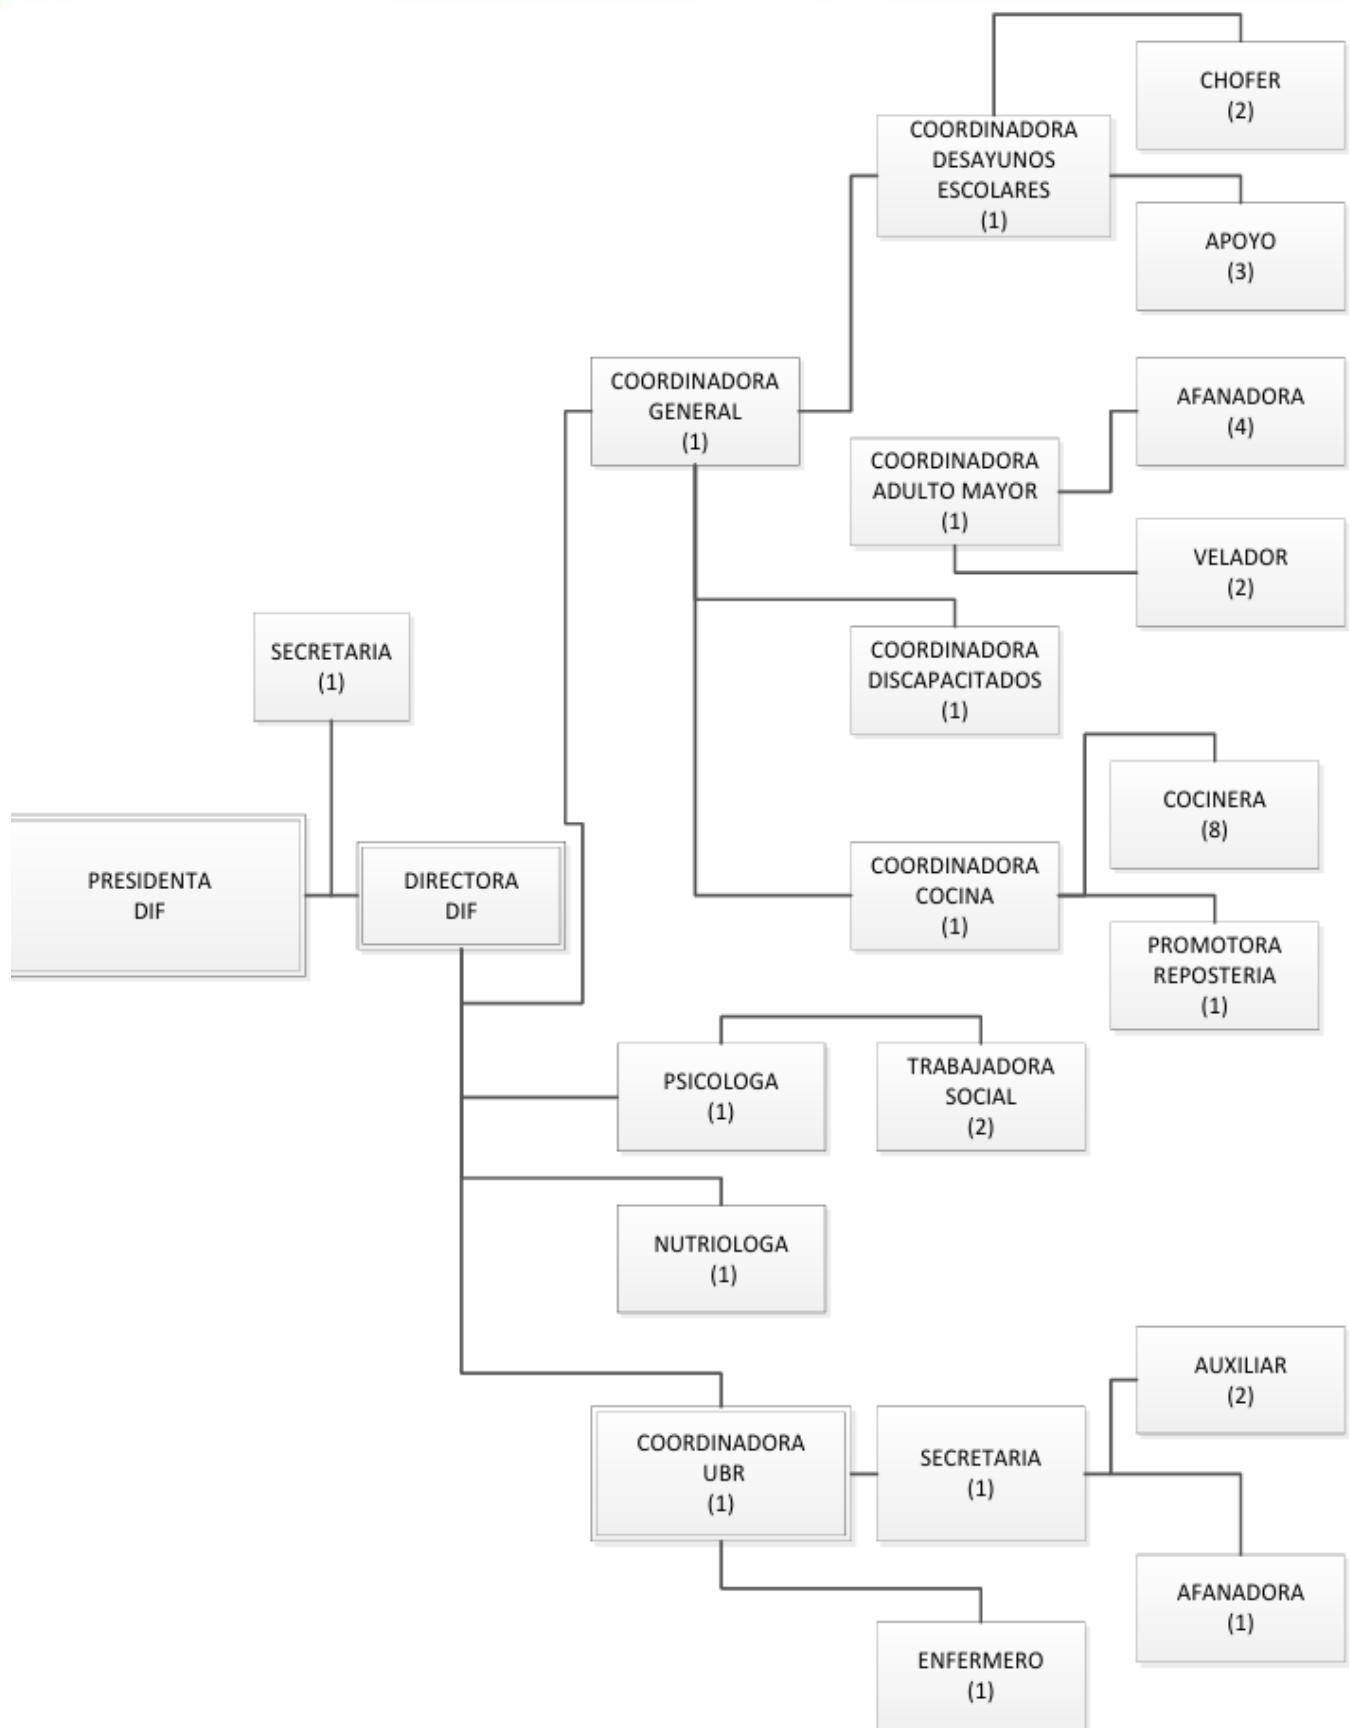 CHOFER
(2)
COORDINADORA
DESAYUNOS
ESCOLARES
(1)
APOYO
(3)
COORDINADORA
GENERAL
(1)
AFANADORA
(4)
COORDINADORA
ADULTO MAYOR
(1)
VELADOR
(2)
SECRETARIA
(1)
COORDINADORA
DISCAPACITADOS
(1)
COCINERA
(8)
PRESIDENTA
DIF
DIRECTORA
DIF
COORDINADORA
COCINA
(1)
PROMOTORA
REPOSTERIA
(1)
PSICOLOGA
(1)
TRABAJADORA
SOCIAL
(2)
NUTRIOLOGA
(1)
AUXILIAR
(2)
COORDINADORA
UBR
(1)
SECRETARIA
(1)
AFANADORA
(1)
ENFERMERO
(1)